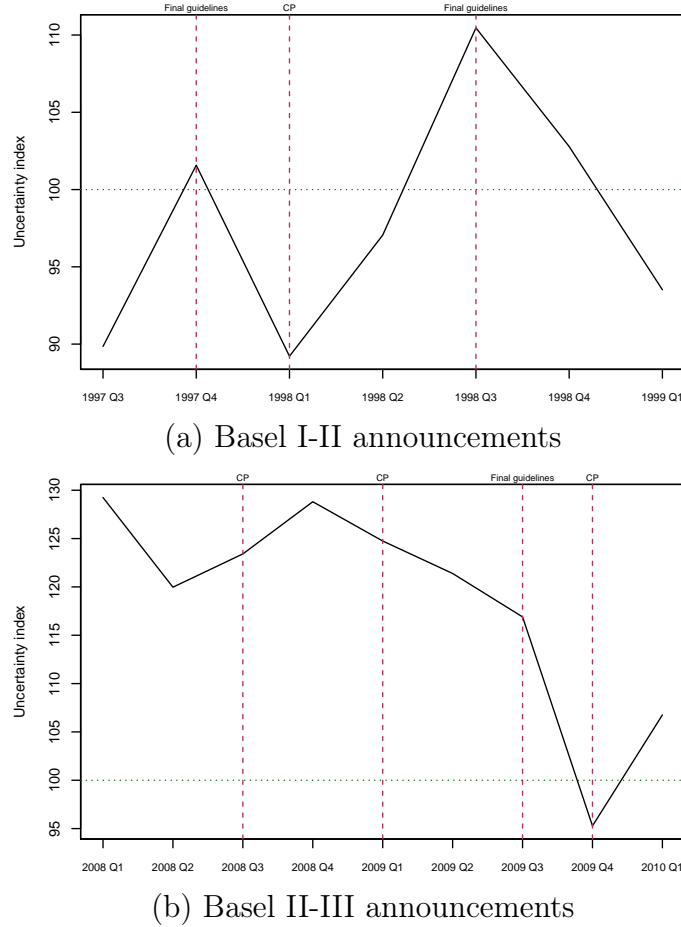 Final guidelines CP Final guidelines
Uncertainty index
110
105
100
95
90
1997 Q3 1997 Q4 1998 Q1 1998 Q2 1998 Q3 1998 Q4 1999 Q1
(a) Basel I-II announcements
CP CP Final guidelines CP
Uncertainty index
130
125
120
115
110
105
100
95
2008 Q1 2008 Q2 2008 Q3 2008 Q4 2009 Q1 2009 Q2 2009 Q3 2009 Q4 2010 Q1
(b) Basel II-III announcements